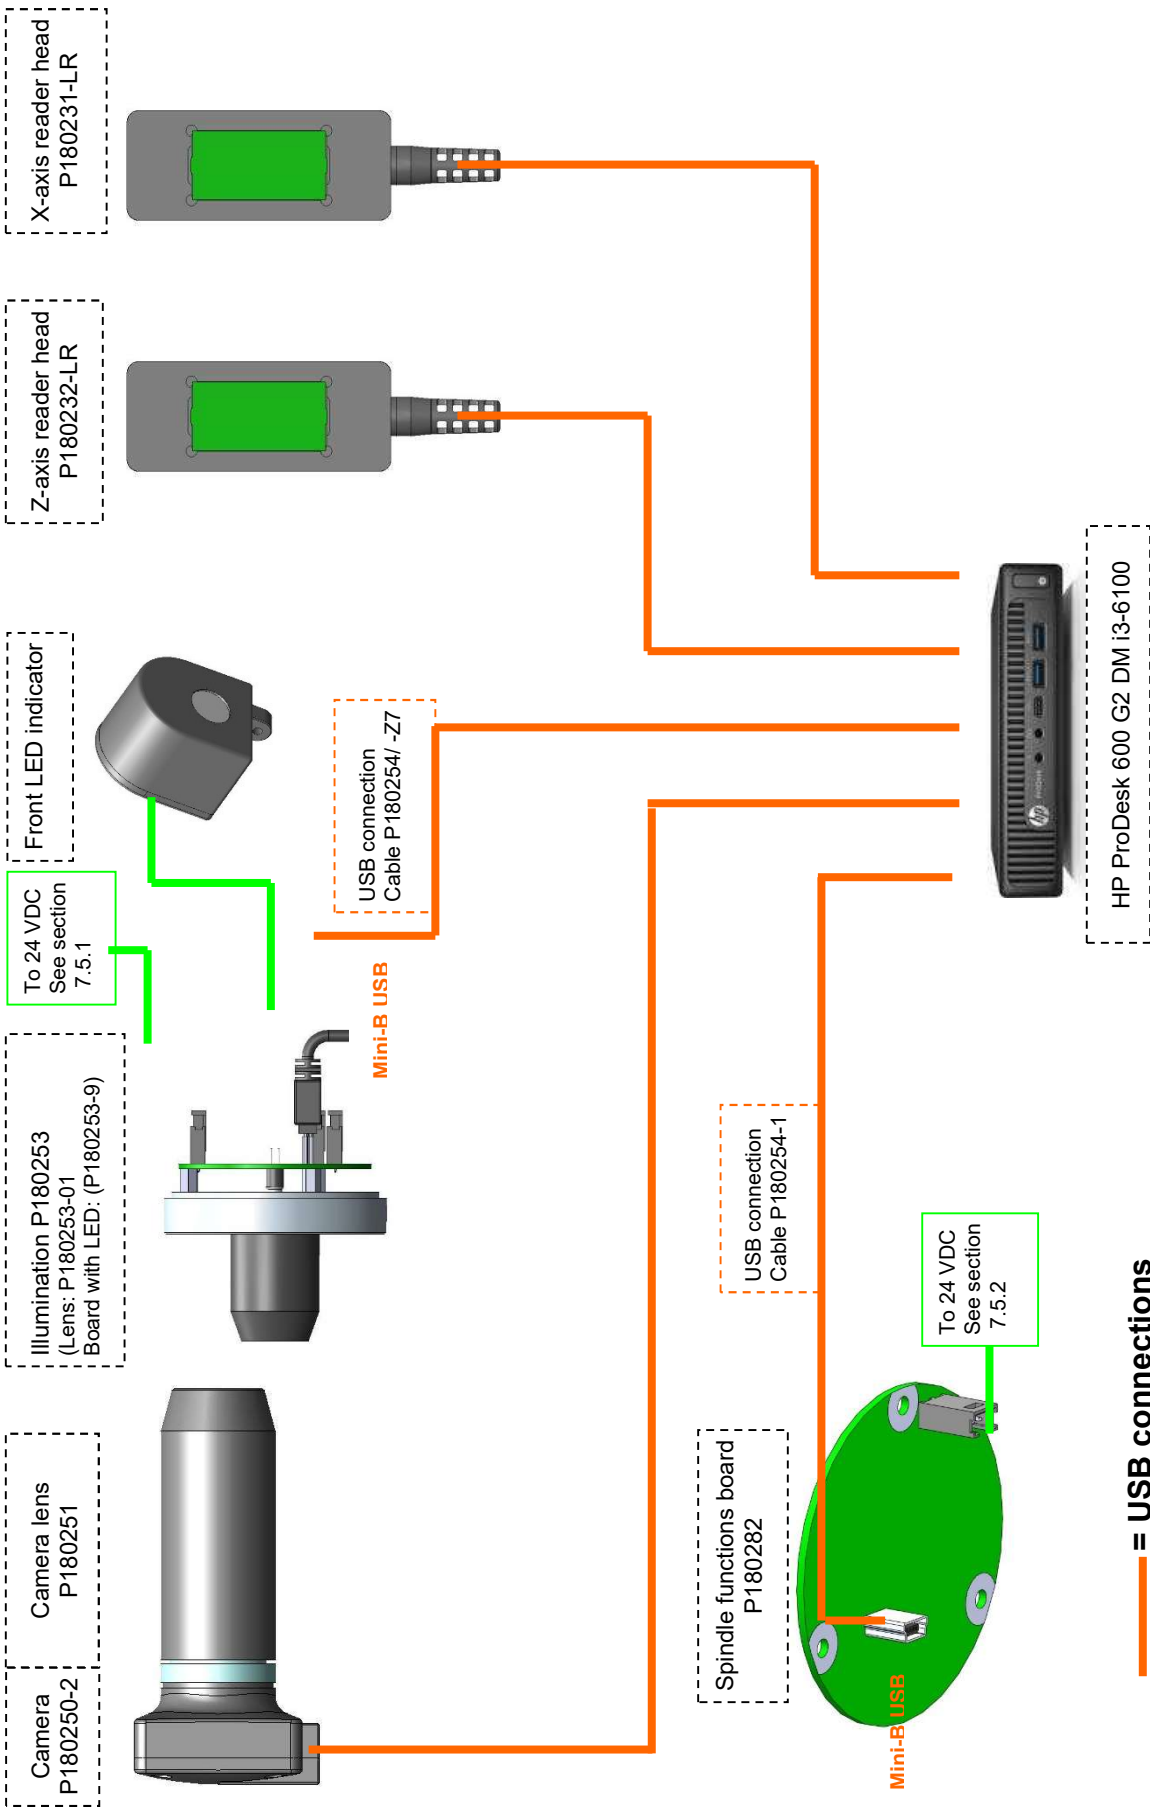 Camera
P180250-2
Camera lens
P180251
Illumination P180253
(Lens: P180253-01
Board with LED: (P180253-9)
To 24 VDC
See section
7.5.1
Front LED indicator
Z-axis reader head
P180232-LR
X-axis reader head
P180231-LR
Mini-B USB
USB connection
Cable P180254/ -Z7
Spindle functions board
P180282
Mini-B USB
USB connection
Cable P180254-1
To 24 VDC
See section
7.5.2
hp
ProDesk
HP ProDesk 600 G2 DM i3-6100
= USB connections